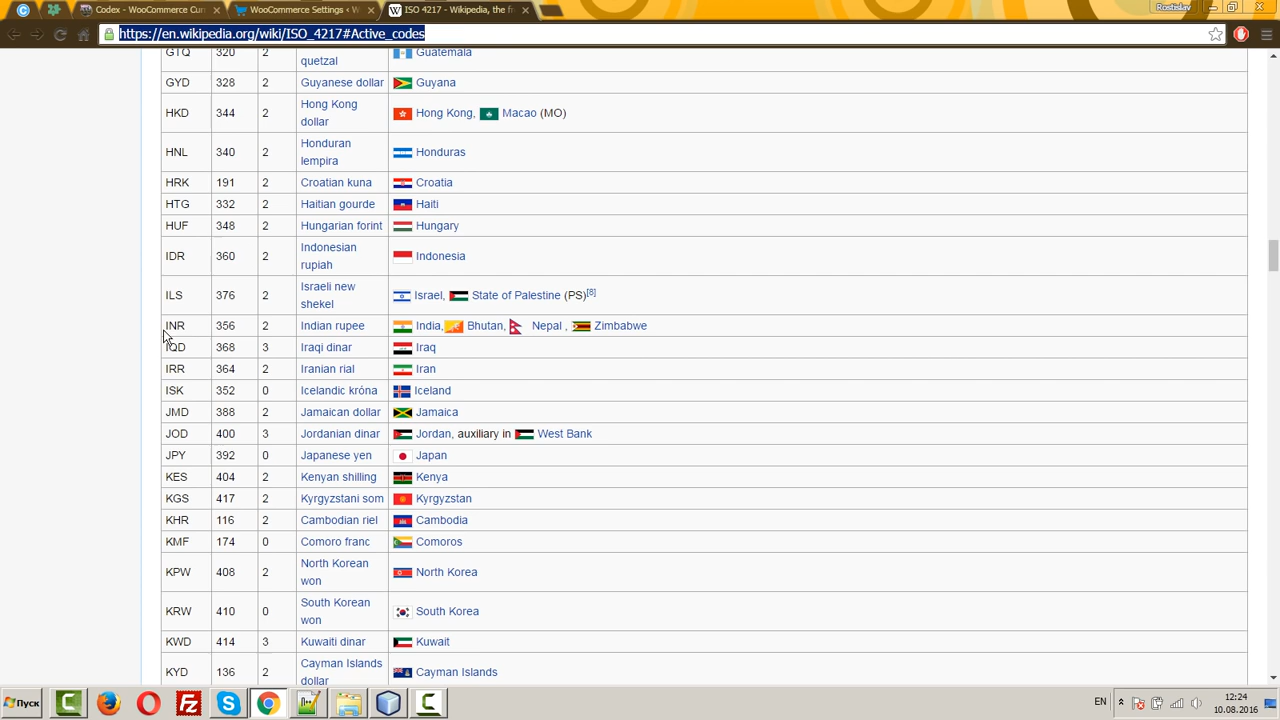 Codex - WooCommerce Curr
WooCommerce Settings ‹ W
ISO 4217 - Wikipedia, the f
Rostislav
https://en.wikipedia.org/wiki/ISO_4217#Active_codes
GTQ 320 2 quetzal Guatemala
GYD 328 2 Guyanese dollar Guyana
HKD 344 2 Hong Kong dollar Hong Kong, Macao (MO)
HNL 340 2 Honduran lempira Honduras
HRK 191 2 Croatian kuna Croatia
HTG 332 2 Haitian gourde Haiti
HUF 348 2 Hungarian forint Hungary
IDR 360 2 Indonesian rupiah Indonesia
ILS 376 2 Israeli new shekel Israel, State of Palestine (PS)[8]
INR 356 2 Indian rupee India, Bhutan, Nepal , Zimbabwe
IQD 368 3 Iraqi dinar Iraq
IRR 364 2 Iranian rial Iran
ISK 352 0 Icelandic króna Iceland
JMD 388 2 Jamaican dollar Jamaica
JOD 400 3 Jordanian dinar Jordan, auxiliary in West Bank
JPY 392 0 Japanese yen Japan
KES 404 2 Kenyan shilling Kenya
KGS 417 2 Kyrgyzstani som Kyrgyzstan
KHR 116 2 Cambodian riel Cambodia
KMF 174 0 Comoro franc Comoros
KPW 408 2 North Korean won North Korea
KRW 410 0 South Korean won South Korea
KWD 414 3 Kuwaiti dinar Kuwait
KYD 136 2 Cayman Islands dollar Cayman Islands
Пуск
EN
12:24
10.08.2016